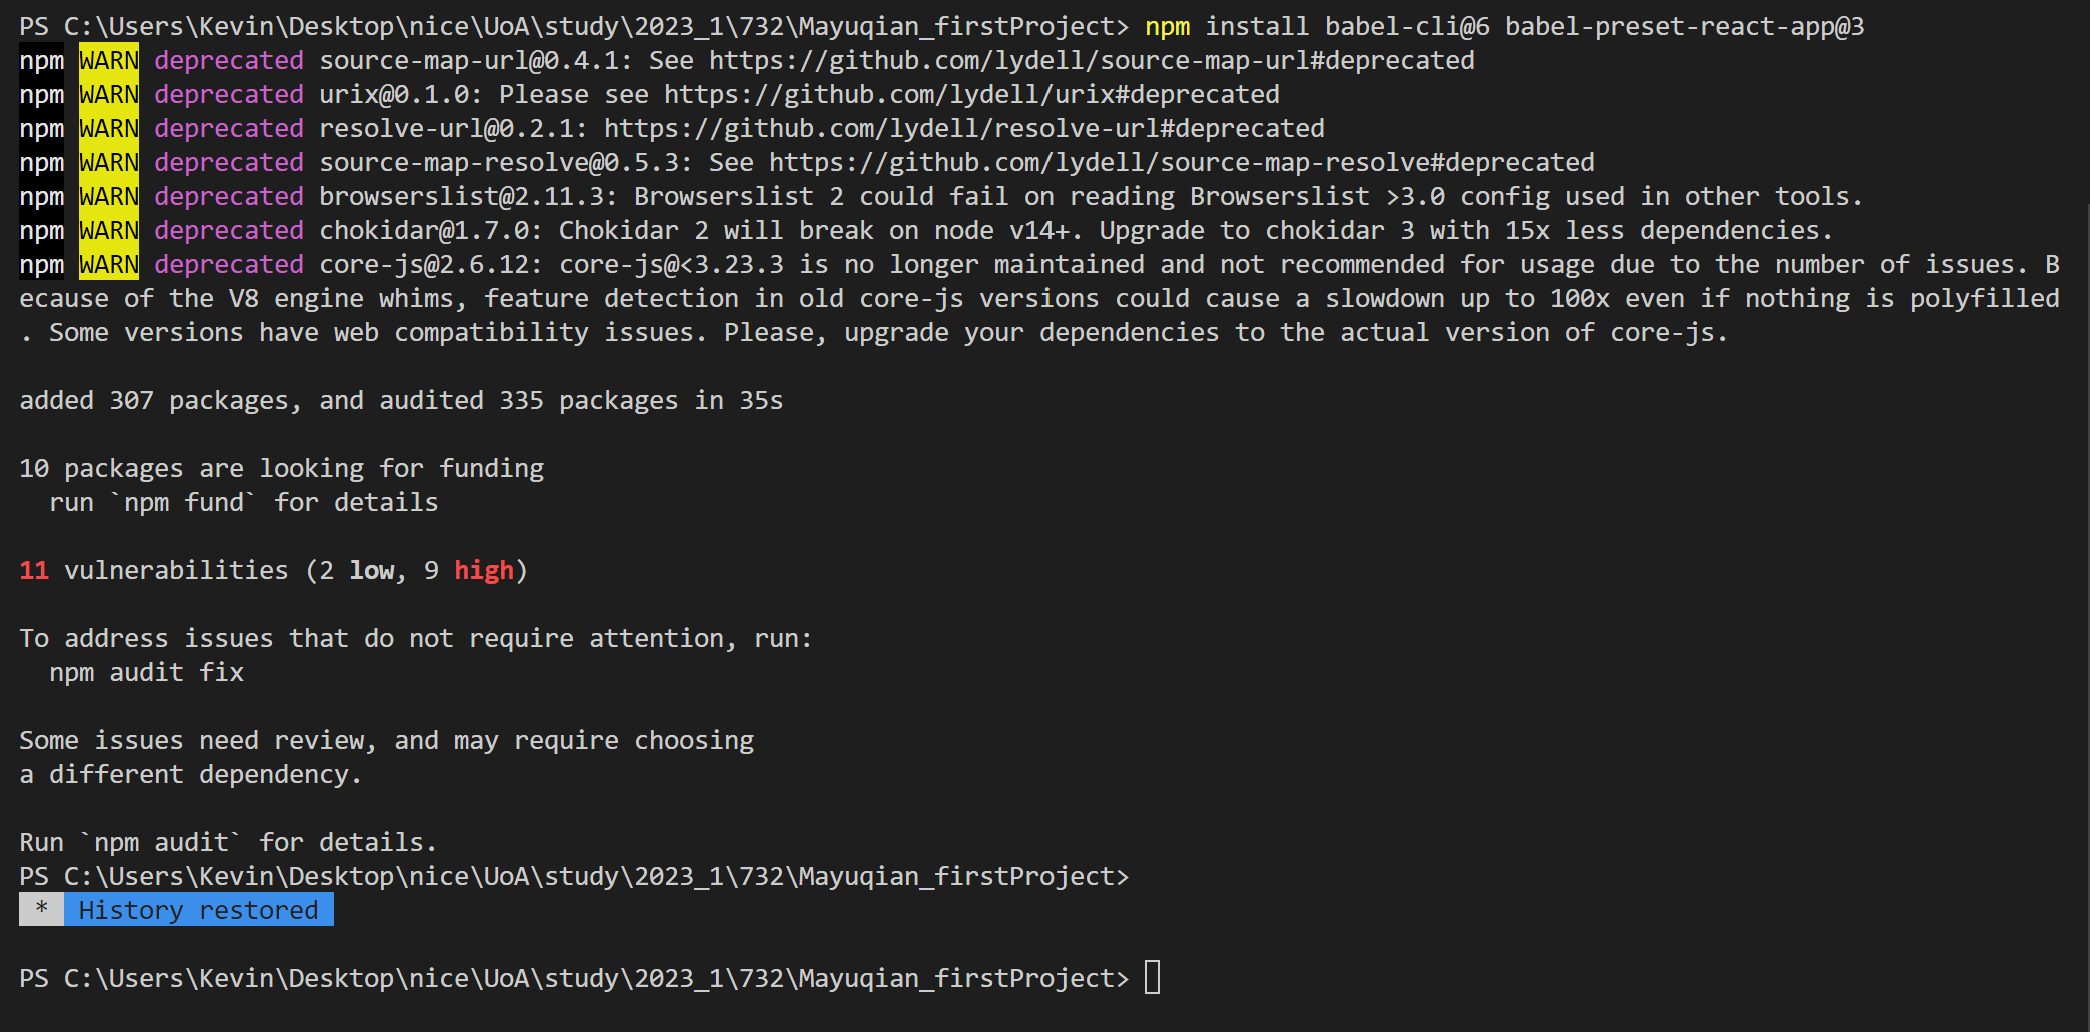 PS C:\Users\Kevin\Desktop\nice\UoA\study\2023_1\732\Mayuqian_firstProject> npm install babel-cli@6 babel-preset-react-app@3
npm WARN deprecated source-map-url@0.4.1: See https://github.com/lydell/source-map-url#deprecated
npm WARN deprecated urix@0.1.0: Please see https://github.com/lydell/urix#deprecated
npm WARN deprecated resolve-url@0.2.1: https://github.com/lydell/resolve-url#deprecated
npm WARN deprecated source-map-resolve@0.5.3: See https://github.com/lydell/source-map-resolve#deprecated
npm WARN deprecated browserslist@2.11.3: Browserslist 2 could fail on reading Browserslist >3.0 config used in other tools.
npm WARN deprecated chokidar@1.7.0: Chokidar 2 will break on node v14+. Upgrade to chokidar 3 with 15x less dependencies.
npm WARN deprecated core-js@2.6.12: core-js@<3.23.3 is no longer maintained and not recommended for usage due to the number of issues. B
ecause of the V8 engine whims, feature detection in old core-js versions could cause a slowdown up to 100x even if nothing is polyfilled
. Some versions have web compatibility issues. Please, upgrade your dependencies to the actual version of core-js.
added 307 packages, and audited 335 packages in 35s
10 packages are looking for funding
  run `npm fund` for details
11 vulnerabilities (2 low, 9 high)
To address issues that do not require attention, run:
  npm audit fix
Some issues need review, and may require choosing
a different dependency.
Run `npm audit` for details.
PS C:\Users\Kevin\Desktop\nice\UoA\study\2023_1\732\Mayuqian_firstProject>
 * History restored
PS C:\Users\Kevin\Desktop\nice\UoA\study\2023_1\732\Mayuqian_firstProject>